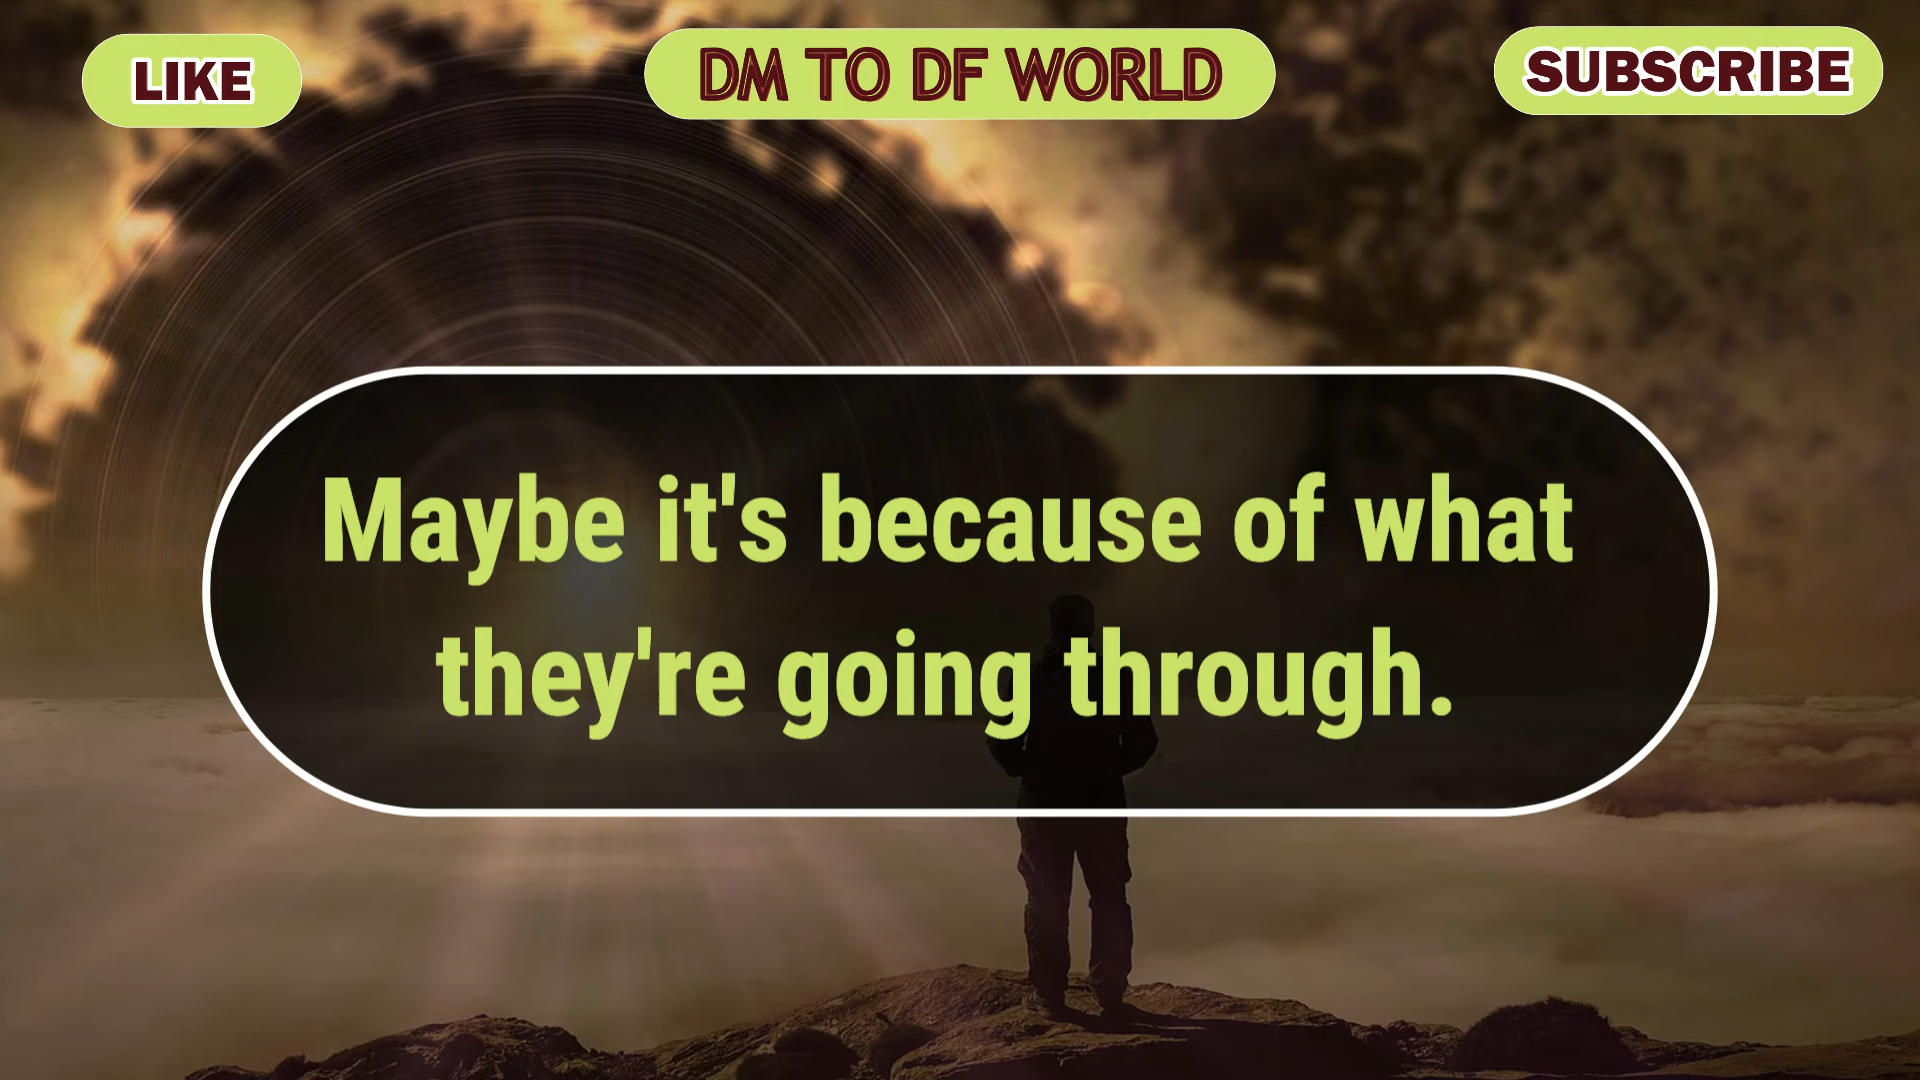 LIKE
DM TO DF WORLD
SUBSCRIBE
Maybe it's because of what
they're going through.